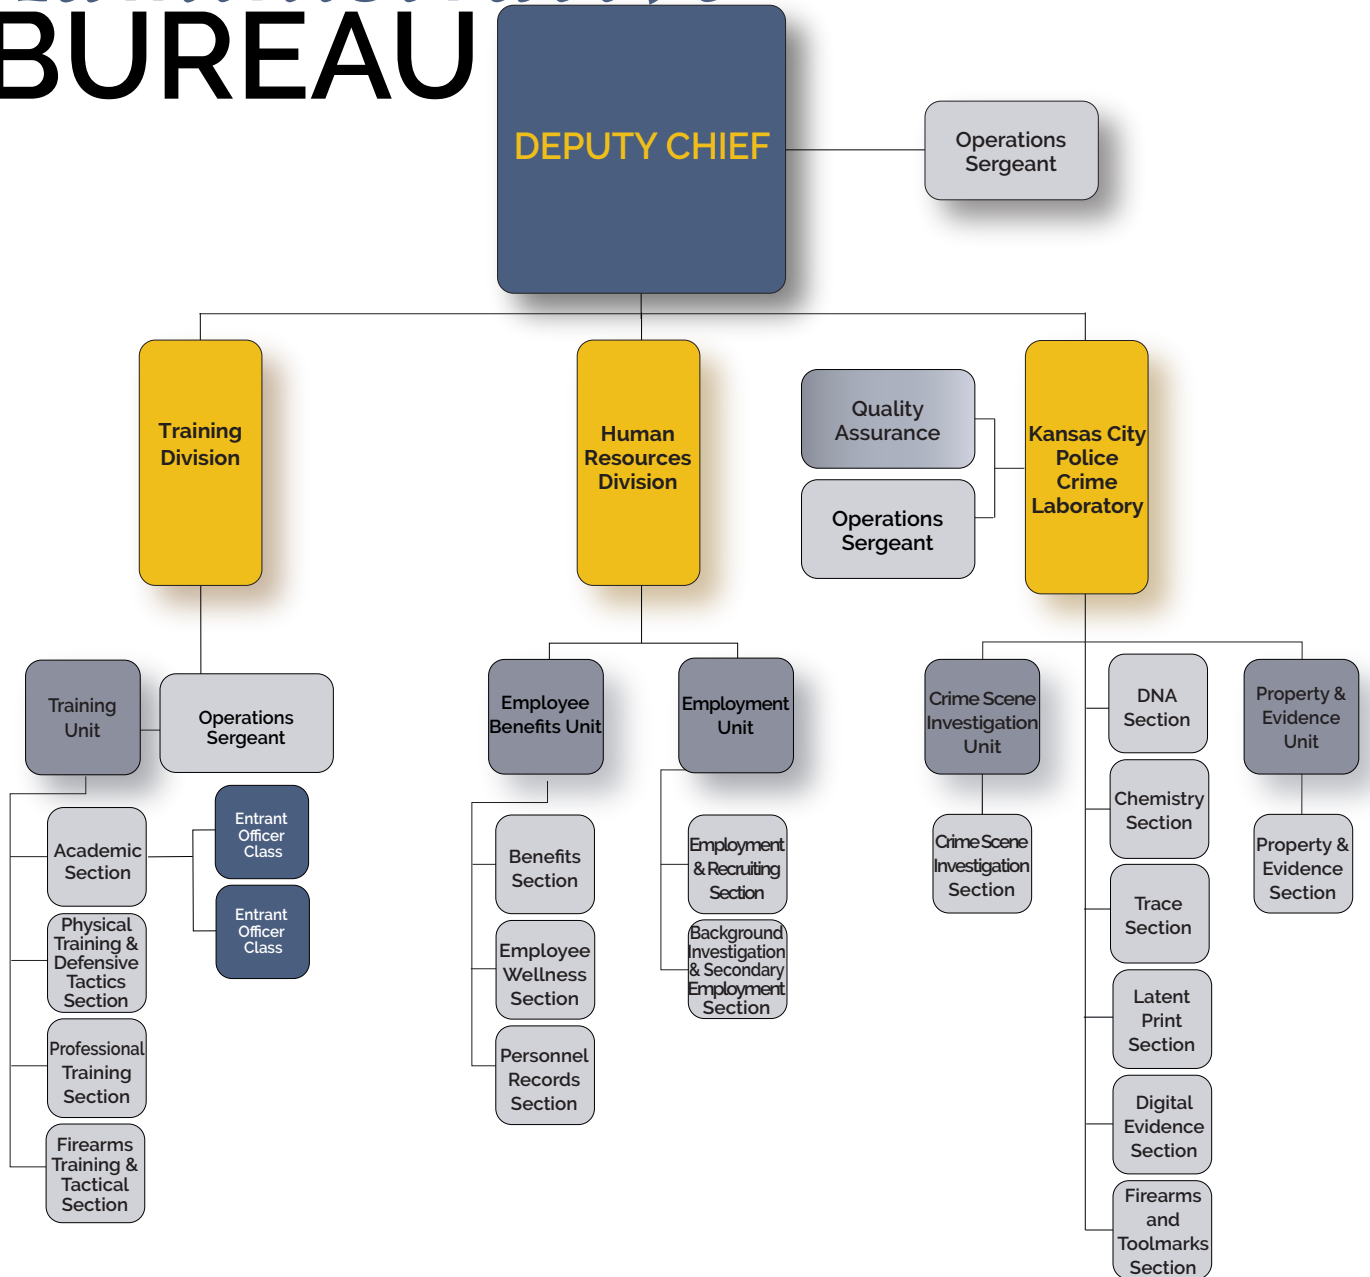 BUREAU
DEPUTY CHIEF
Operations
Sergeant
Training
Division
Human
Resources
Division
Quality
Assurance
Operations
Sergeant
Kansas City
Police
Crime
Laboratory
Training
Unit
Operations
Sergeant
Academic
Section
Entrant
Officer
Class
Entrant
Officer
Class
Physical
Training &
Defensive
Tactics
Section
Professional
Training
Section
Firearms
Training &
Tactical
Section
Employee
Benefits Unit
Benefits
Section
Employee
Wellness
Section
Personnel
Records
Section
Employment
Unit
Employment
& Recruiting
Section
Background
Investigation
& Secondary
Employment
Section
Crime Scene
Investigation
Unit
Crime Scene
Investigation
Section
DNA
Section
Chemistry
Section
Trace
Section
Latent
Print
Section
Digital
Evidence
Section
Firearms
and
Toolmarks
Section
Property &
Evidence
Unit
Property &
Evidence
Section